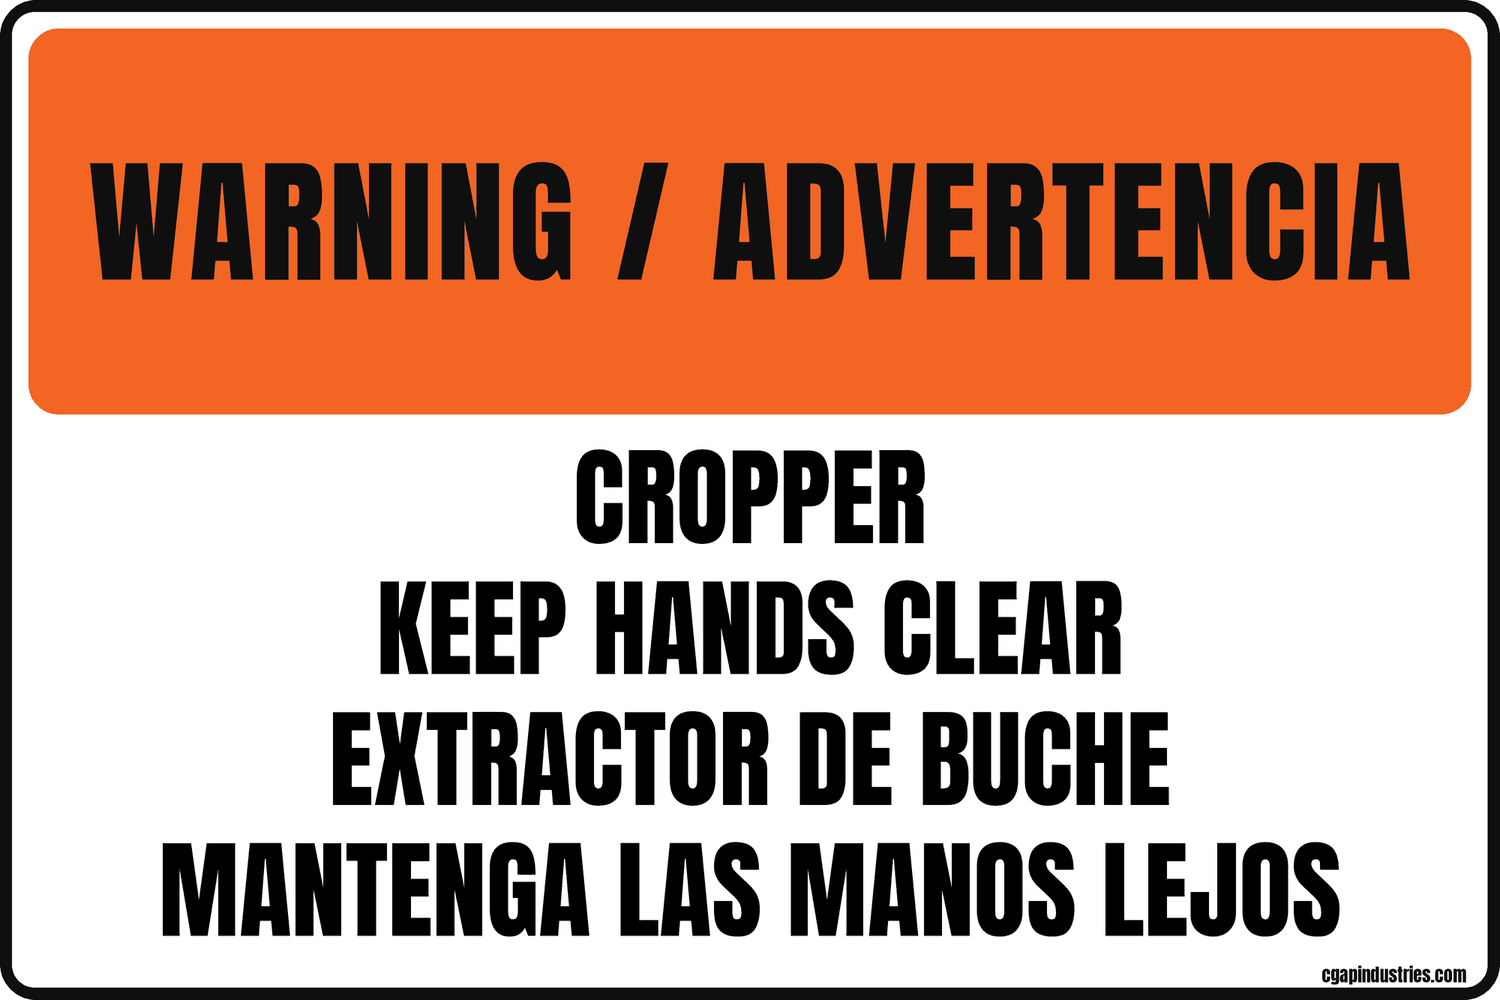 WARNING / ADVERTENCIA
CROPPER
KEEP HANDS CLEAR
EXTRACTOR DE BUCHE
MANTENGA LAS MANOS LEJOS
cgapindustries.com